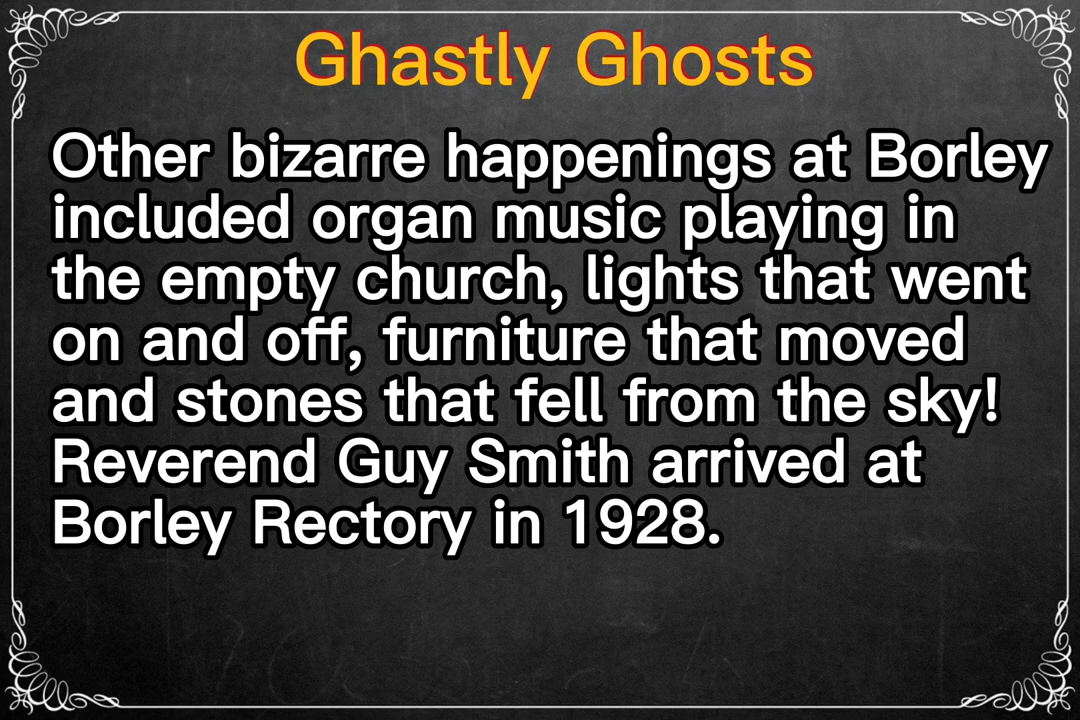 Ghastly Ghosts
Other bizarre happenings at Borley
included organ music playing in
the empty church, lights that went
on and off, furniture that moved
and stones that fell from the sky!
Reverend Guy Smith arrived at
Borley Rectory in 1928.